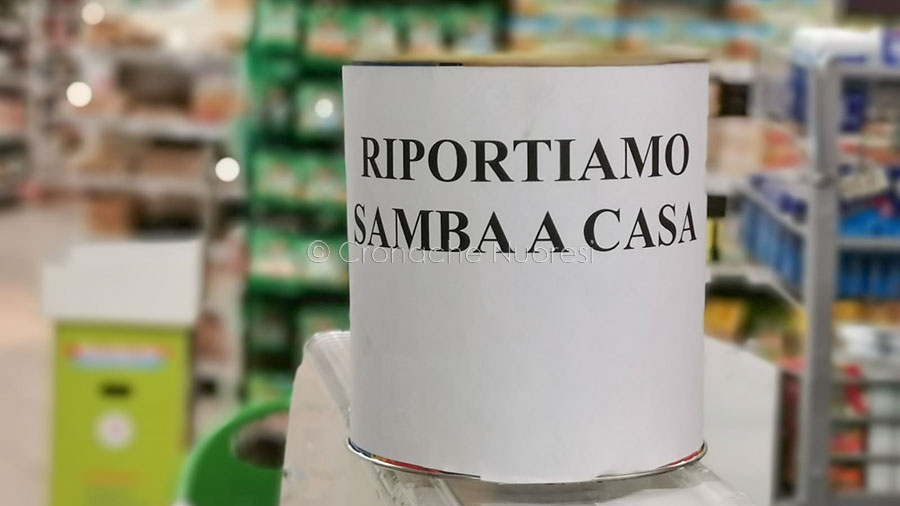 RIPORTIAMO
SAMBA A CASA
© Cronache Nuoresi